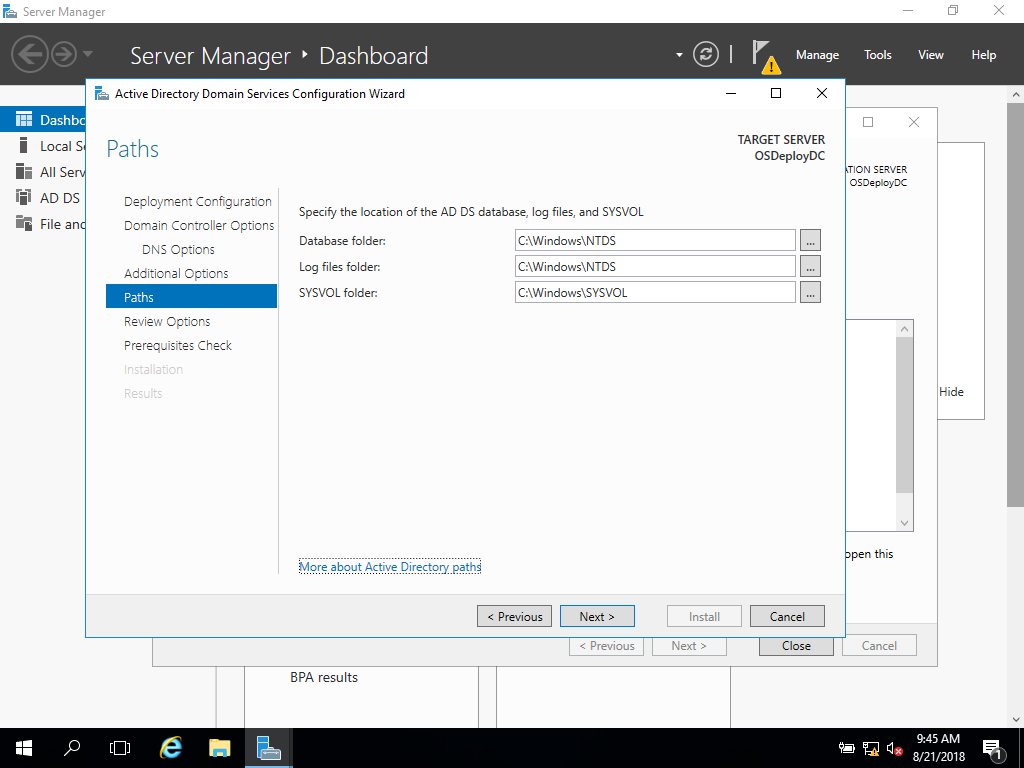 Server Manager
Server Manager
Dashboard
Manage
Tools
View
Help
Active Directory Domain Services Configuration Wizard
Dashbo
Local Se
All Serv
AD DS
File and
Paths
TARGET SERVER
OSDeployDC
Deployment Configuration
Domain Controller Options
DNS Options
Additional Options
Paths
Review Options
Prerequisites Check
Installation
Results
Specify the location of the AD DS database, log files, and SYSVOL
Database folder:
C:\Windows\NTDS
...
Log files folder:
C:\Windows\NTDS
...
SYSVOL folder:
C:\Windows\SYSVOL
...
More about Active Directory paths
< Previous
Next >
Install
Cancel
ATION SERVER
OSDeployDC
Hide
open this
< Previous
Next >
Close
Cancel
BPA results
9:45 AM
8/21/2018
1